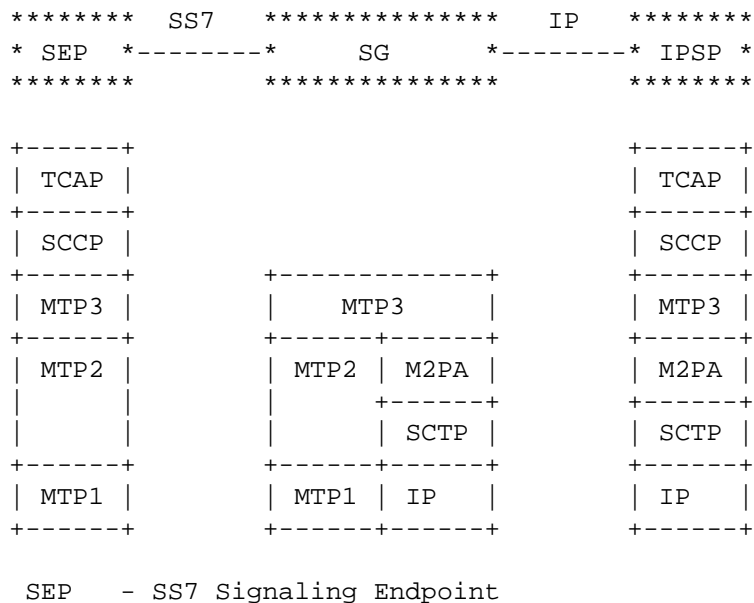 ********   SS7   ***************   IP   ********
* SEP  *--------*      SG       *--------* IPSP *
********         ***************        ********
+------+                                +------+
| TCAP |                                | TCAP |
+------+                                +------+
| SCCP |                                | SCCP |
+------+         +-------------+        +------+
| MTP3 |         |    MTP3     |        | MTP3 |
+------+         +------+------+        +------+
| MTP2 |         | MTP2 | M2PA |        | M2PA |
|      |         |      +------+        +------+
|      |         |      | SCTP |        | SCTP |
+------+         +------+------+        +------+
| MTP1 |         | MTP1 | IP   |        | IP   |
+------+         +------+------+        +------+
SEP   - SS7 Signaling Endpoint